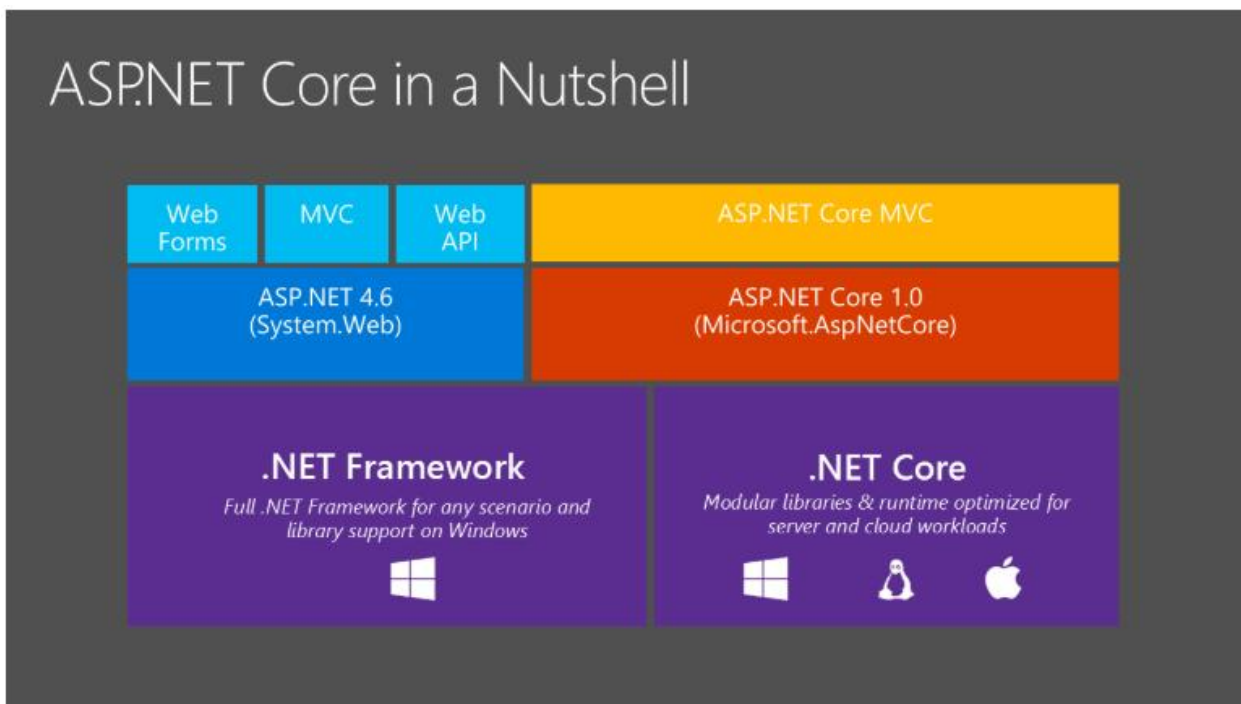 ASP.NET Core in a Nutshell
Web
Forms
MVC
Web
API
ASP.NET Core MVC
ASP.NET 4.6
(System.Web)
ASP.NET Core 1.0
(Microsoft.AspNetCore)
.NET Framework
Full .NET Framework for any scenario and
library support on Windows
.NET Core
Modular libraries & runtime optimized for
server and cloud workloads